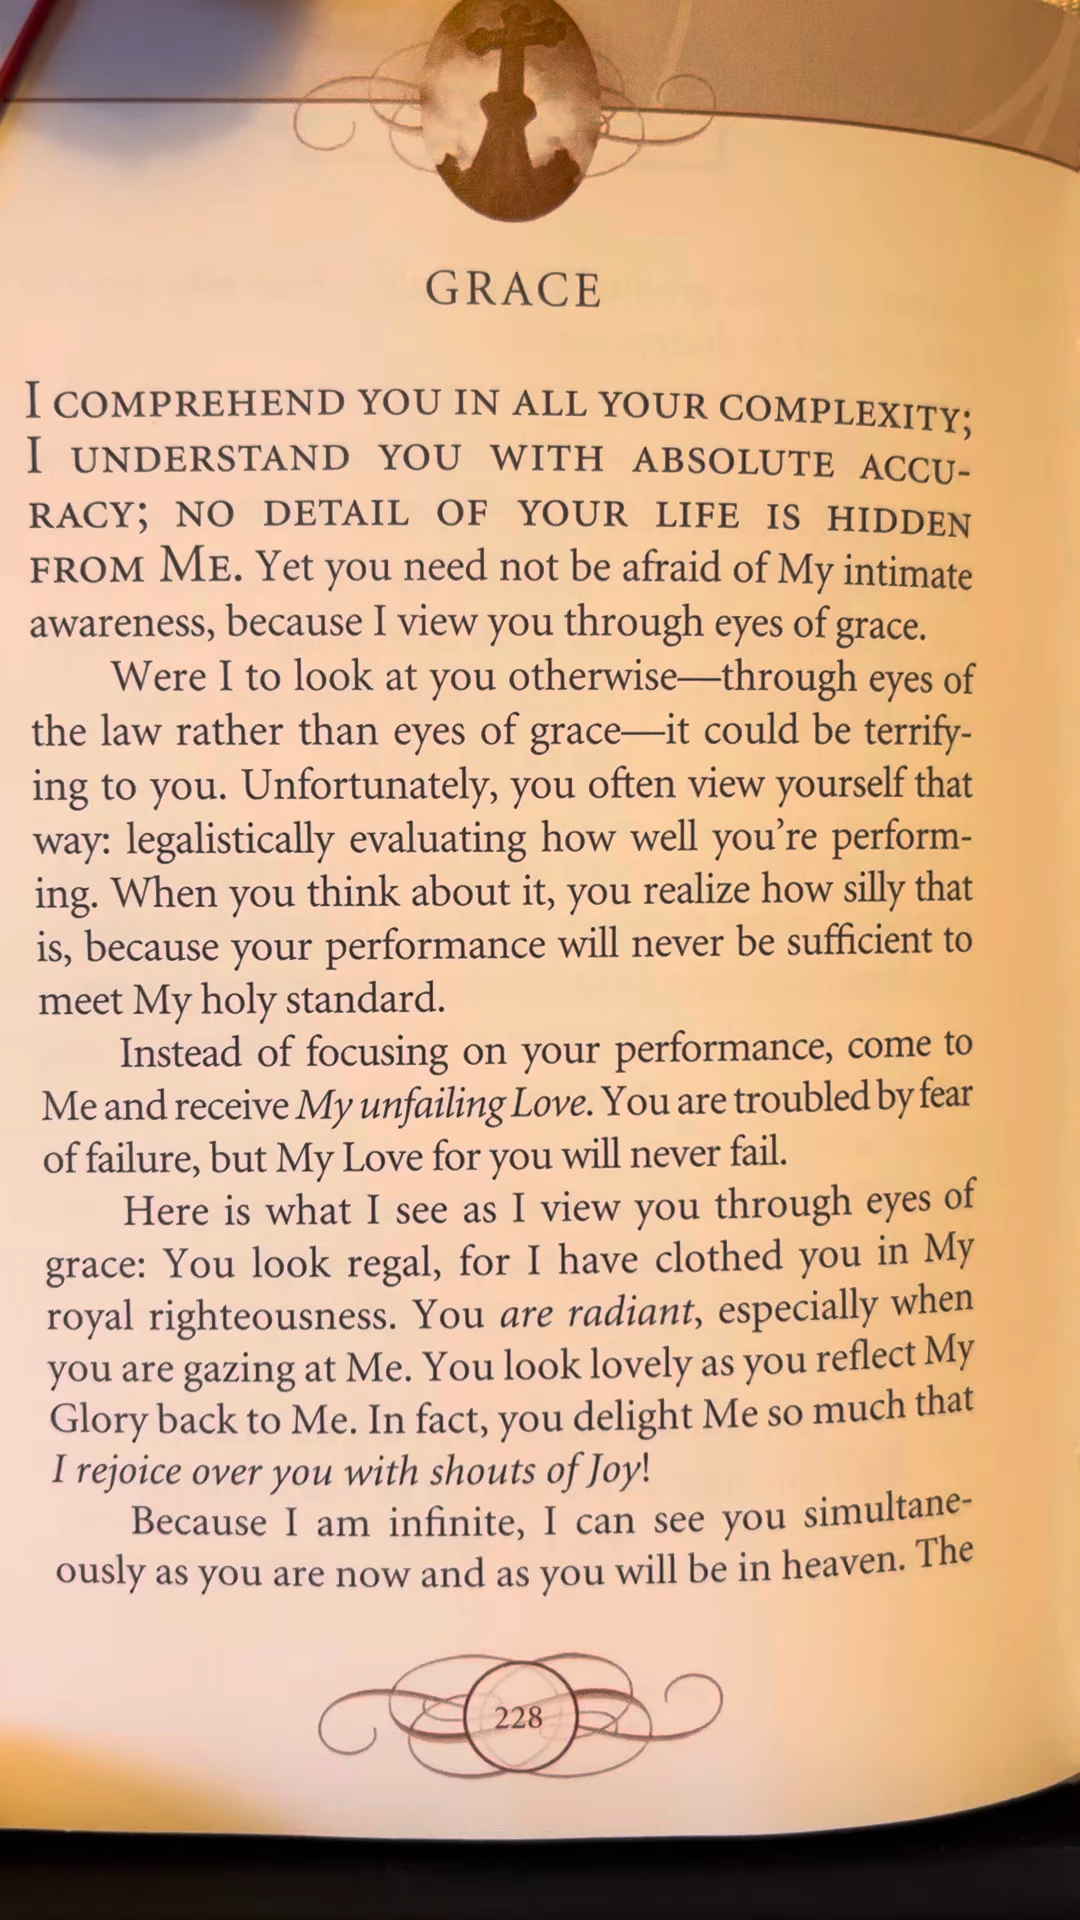 GRACE
I COMPREHEND YOU IN ALL YOUR COMPLEXITY;
I UNDERSTAND YOU WITH ABSOLUTE ACCU-
RACY; NO DETAIL OF YOUR LIFE IS HIDDEN
FROM ME. Yet you need not be afraid of My intimate
awareness, because I view you through eyes of grace.
Were I to look at you otherwise—through eyes of
the law rather than eyes of grace—it could be terrify-
ing to you. Unfortunately, you often view yourself that
way: legalistically evaluating how well you're perform-
ing. When you think about it, you realize how silly that
is, because your performance will never be sufficient to
meet My holy standard.
Instead of focusing on your performance, come to
Me and receive My unfailing Love. You are troubled by fear
of failure, but My Love for you will never fail.
Here is what I see as I view you through eyes of
grace: You look regal, for I have clothed you in My
royal righteousness. You are radiant, especially when
you are gazing at Me. You look lovely as you reflect My
Glory back to Me. In fact, you delight Me so much that
I rejoice over you with shouts of Joy!
Because I am infinite, I can see you simultane-
ously as you are now and as you will be in heaven. The
228